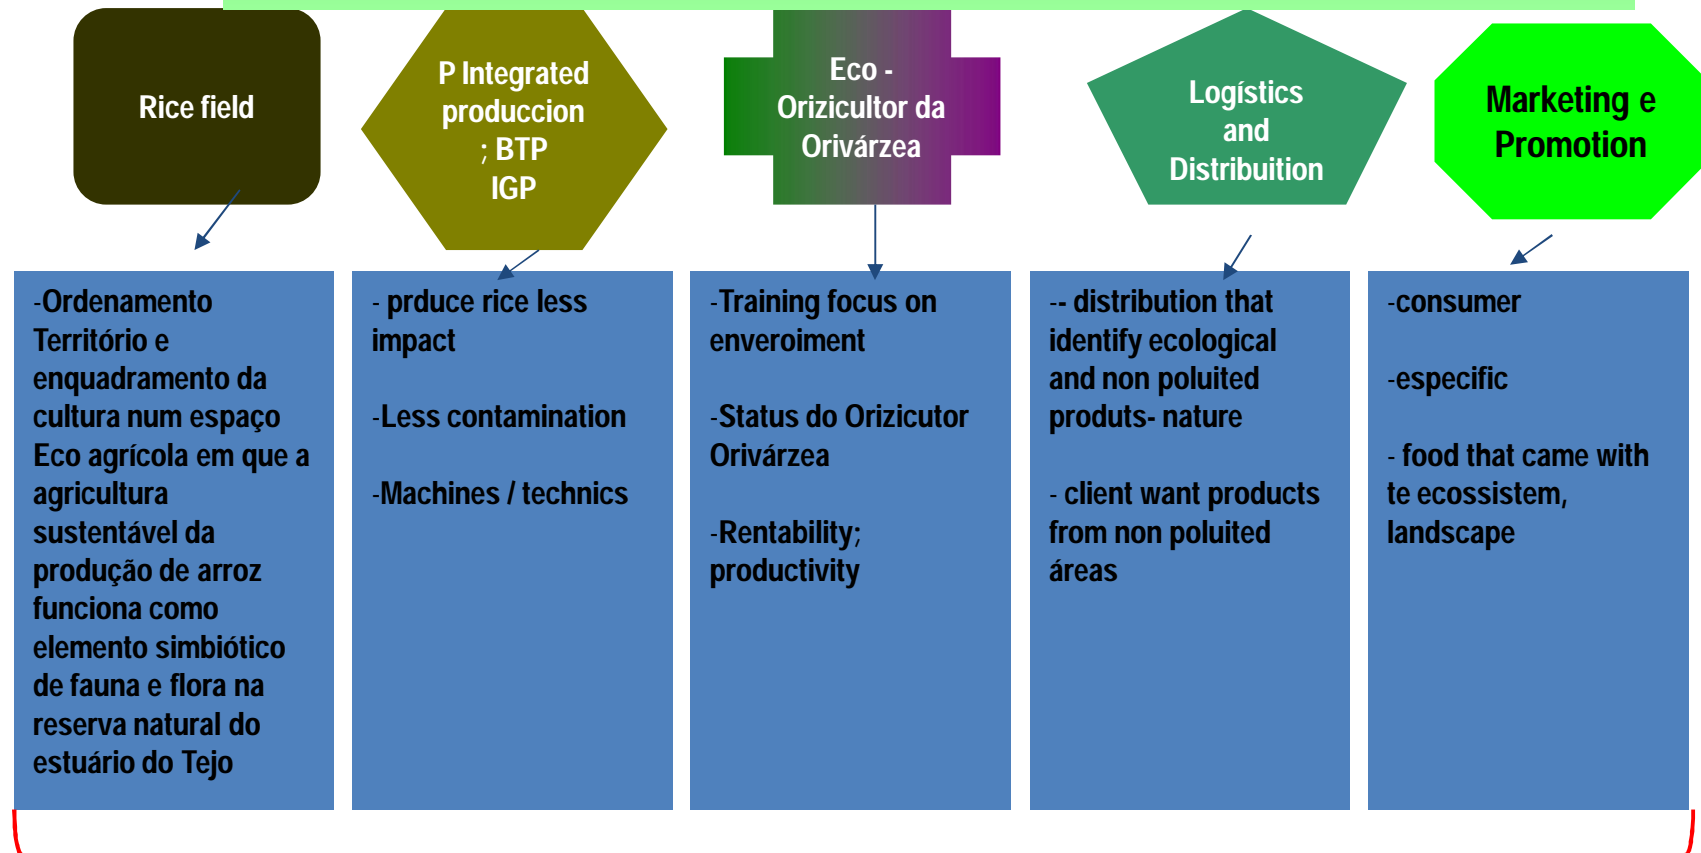 Rice field
P Integrated
produccion
; BTP
IGP
Eco -
Orizicultor da
Orivárzea
Logístics
and
Distribuition
Marketing e
Promotion
-Ordenamento
Território e
enquadramento da
cultura num espaço
Eco agrícola em que a
agricultura
sustentável da
produção de arroz
funciona como
elemento simbiótico
de fauna e flora na
reserva natural do
estuário do Tejo
- prduce rice less
impact
-Less contamination
-Machines / technics
-Training focus on
enveroiment
-Status do Orizicutor
Orivárzea
-Rentability;
productivity
-- distribution that
identify ecological
and non poluited
produts- nature
- client want products
from non poluited
áreas
-consumer
-especific
- food that came with
te ecossistem,
landscape